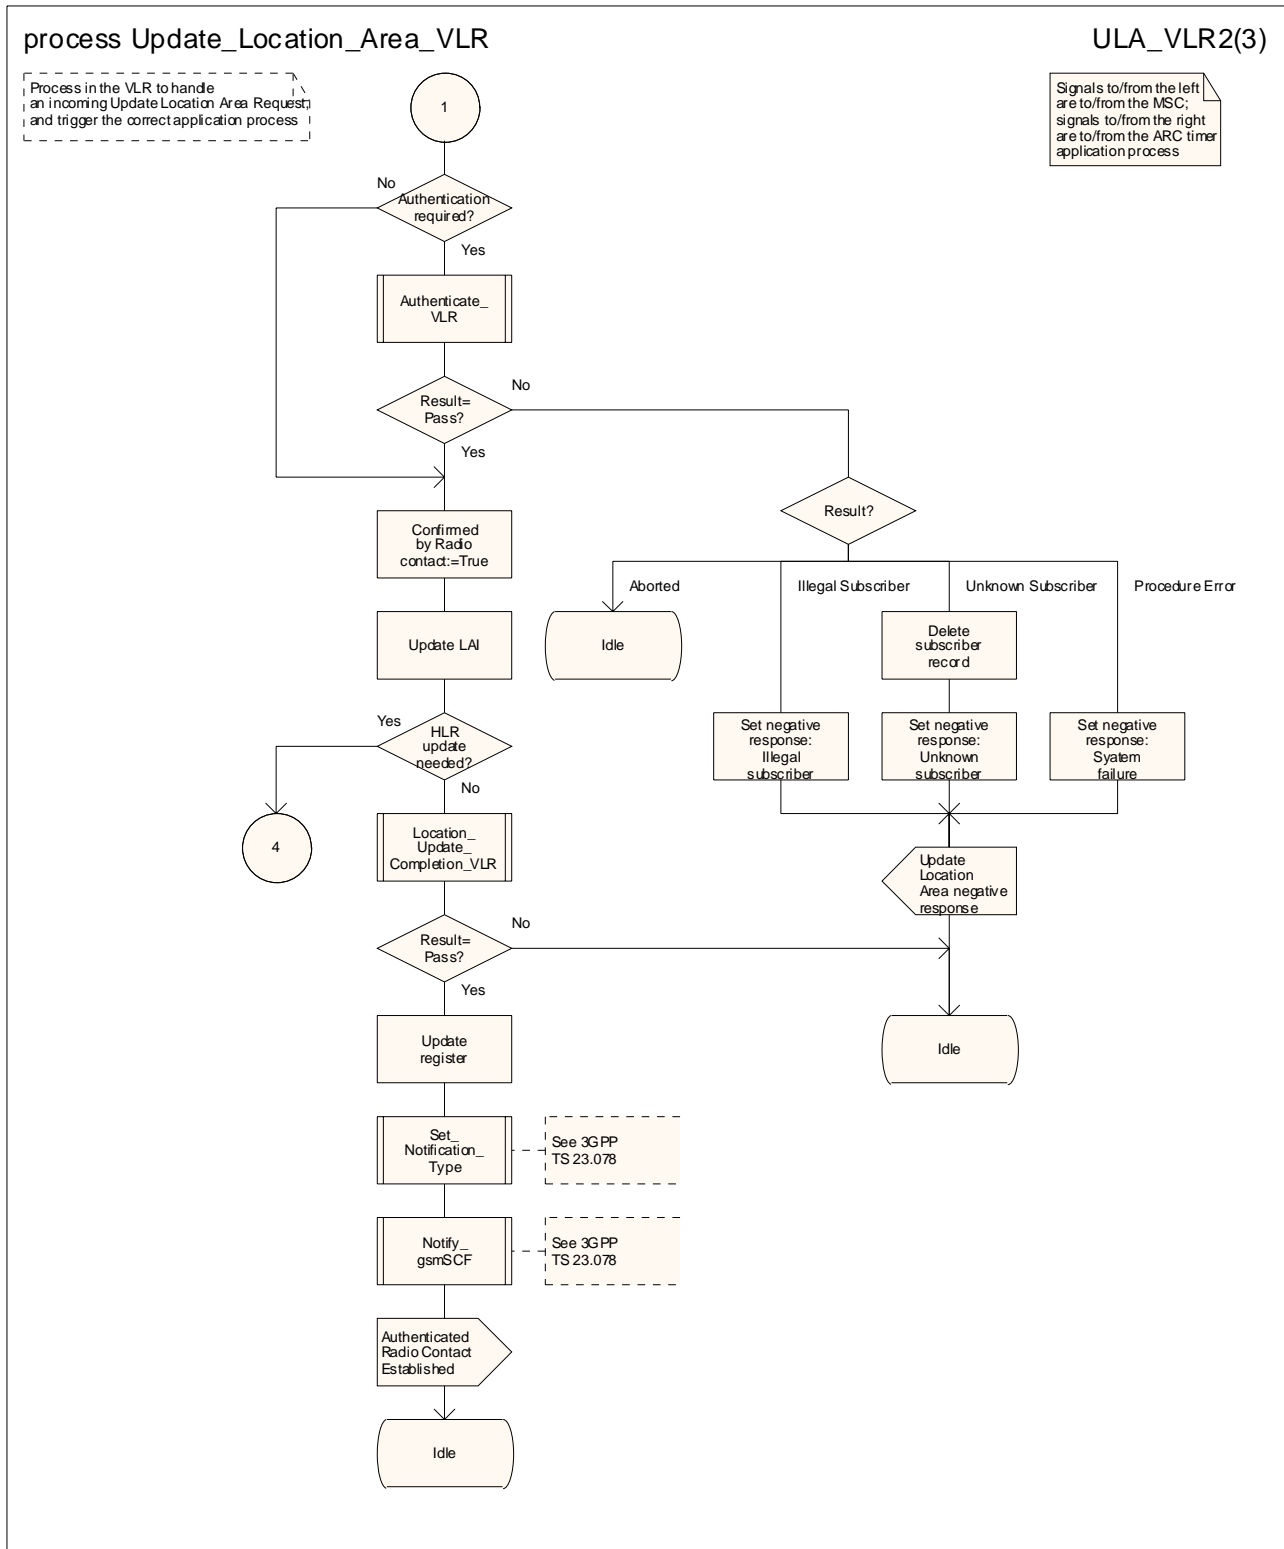 process Update_Location_Area_VLR
ULA_VLR2(3)
Process in the VLR to handle
an incoming Update Location Area Request;
and trigger the correct application process
Signals to/from the left
are to/from the MSC;
signals to/from the right
are to/from the ARC timer
application process
1
No
Authentication
required?
Yes
Authenticate_
VLR
No
Result=
Pass?
Yes
Result?
Confirmed
by Radio
contact:=True
Aborted
Illegal Subscriber
Unknown Subscriber
Procedure Error
Update LAI
Idle
Delete
subscriber
record
Yes
HLR
update
needed?
No
Set negative
response:
Illegal
subscriber
Set negative
response:
Unknown
subscriber
Set negative
response:
System
failure
4
Location_
Update_
Completion_VLR
Update
Location
Area negative
response
No
Result=
Pass?
Yes
Update
register
Idle
Set_
Notification_
Type
See 3GPP
TS 23.078
Notify_
gsmSCF
See 3GPP
TS 23.078
Authenticated
Radio Contact
Established
Idle